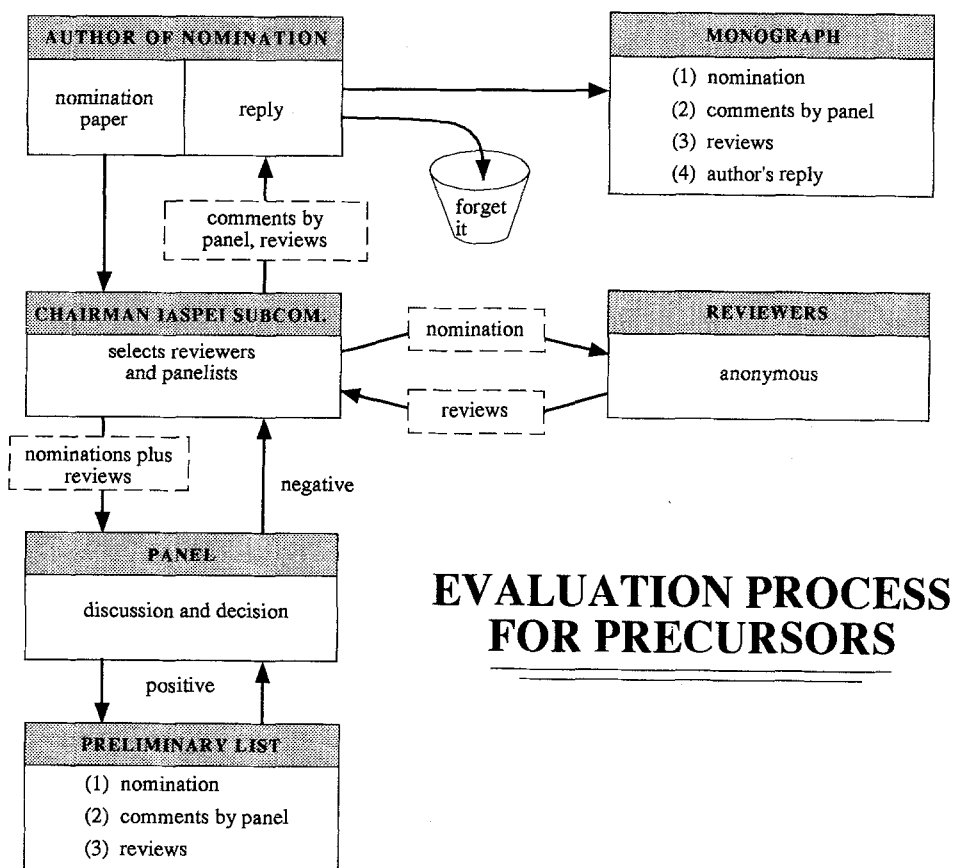 AUTHOR OF NOMINATION
nomination
paper
reply
MONOGRAPH
(1) nomination
(2) comments by panel
(3) reviews
(4) author's reply
forget
it
comments by
panel, reviews
CHAIRMAN IASPEI SUBCOM.
selects reviewers
and panelists
nomination
reviews
REVIEWERS
anonymous
nominations plus
reviews
negative
PANEL
discussion and decision
positive
PRELIMINARY LIST
(1) nomination
(2) comments by panel
(3) reviews
EVALUATION PROCESS
FOR PRECURSORS